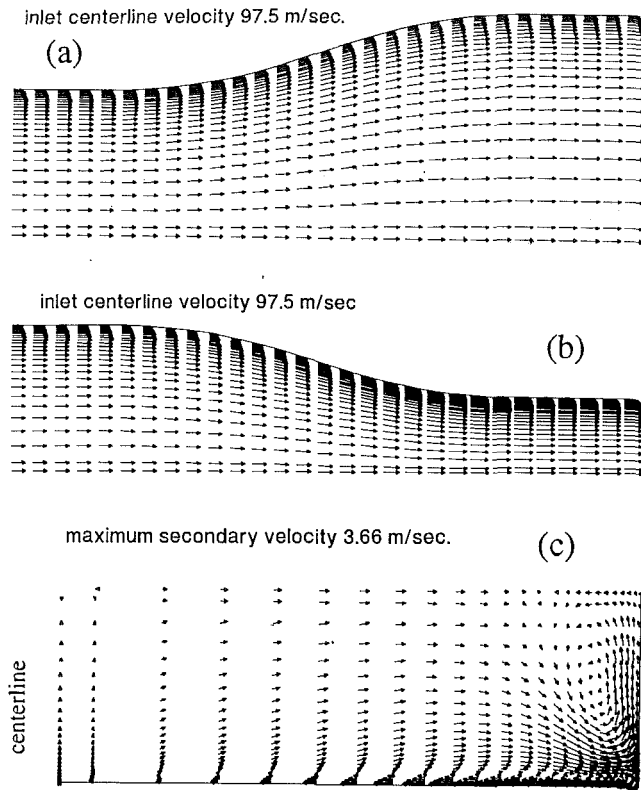 inlet centerline velocity 97.5 m/sec.
(a)
inlet centerline velocity 97.5 m/sec
(b)
maximum secondary velocity 3.66 m/sec.
(c)
centerline